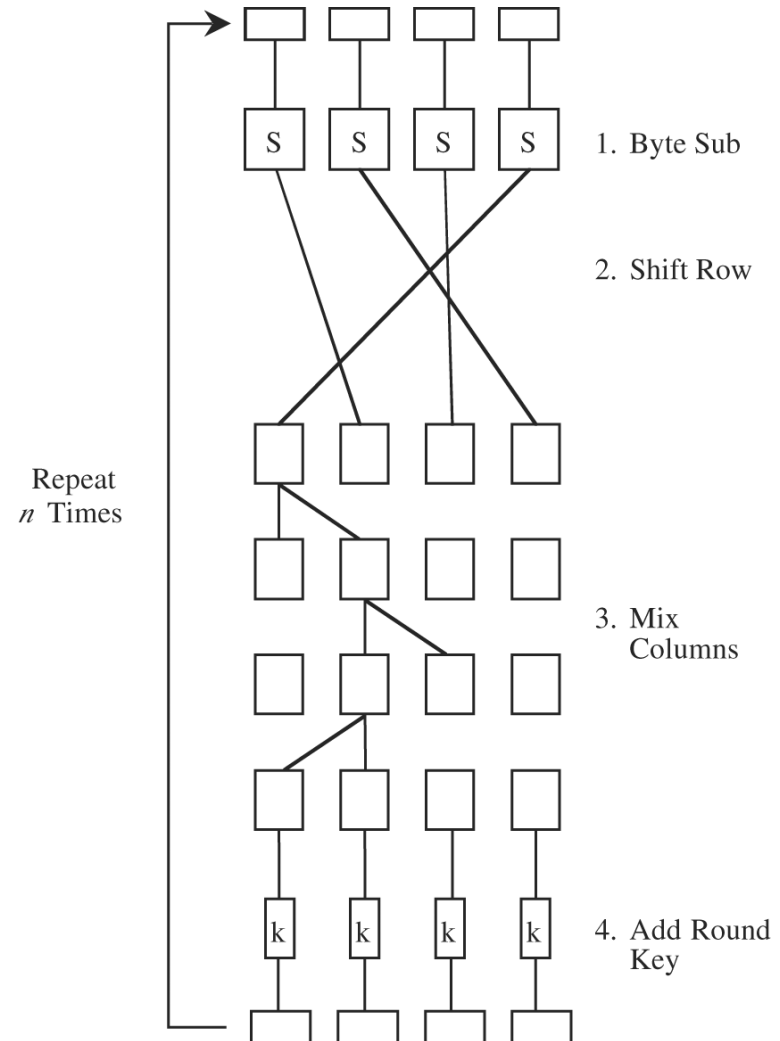 S S S S
1. Byte Sub
2. Shift Row
Repeat
n Times
3. Mix
Columns
k k k k
4. Add Round
Key